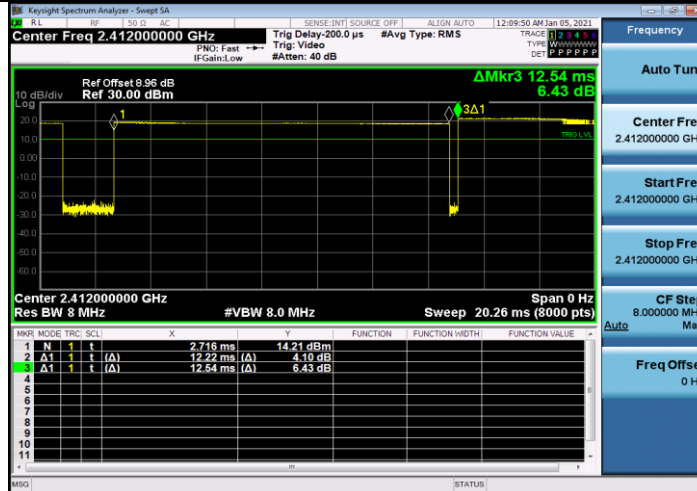 Keysight Spectrum Analyzer - Swept SA
RL RF 50 Ω AC SENSE:INT SOURCE OFF ALIGN AUTO 12:09:50 AM Jan 05, 2021
Center Freq 2.412000000 GHz
PNO: Fast
IFGain:Low
Trig Delay-200.0 µs
Trig: Video
#Atten: 40 dB
#Avg Type: RMS
TRACE 1 2 3 4 5 6
TYPE WWWWWW
DET P P P P P P
Ref Offset 8.96 dB
10 dB/div Ref 30.00 dBm
Log
ΔMkr3 12.54 ms
6.43 dB
20.0
10.0
0.00
-10.0
-20.0
-30.0
-40.0
-50.0
-60.0
1
3Δ1
TRIG LVL
Center 2.412000000 GHz Span 0 Hz
Res BW 8 MHz #VBW 8.0 MHz Sweep 20.26 ms (8000 pts)
MKR MODE TRC SCL X Y FUNCTION FUNCTION WIDTH FUNCTION VALUE
1 N 1 t 2.716 ms 14.21 dBm
2 Δ1 1 t (Δ) 12.22 ms (Δ) 4.10 dB
3 Δ1 1 t (Δ) 12.54 ms (Δ) 6.43 dB
4
5
6
7
8
9
10
11
MSG STATUS
Frequency
Auto Tun
Center Fre
2.412000000 GH
Start Fre
2.412000000 GH
Stop Fre
2.412000000 GH
CF Ste
8.000000 MH
Auto Ma
Freq Offse
0 H